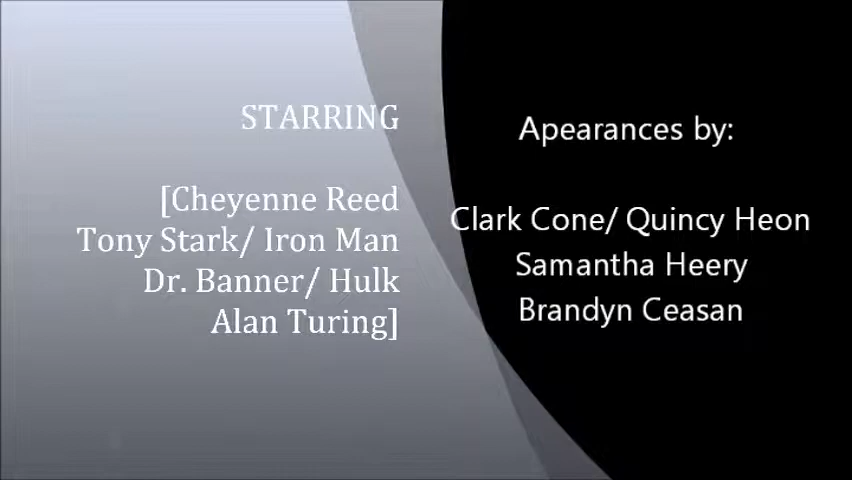 STARRING
[Cheyenne Reed
Tony Stark/ Iron Man
Dr. Banner/ Hulk
Alan Turing]
Apearances by:
Clark Cone/ Quincy Heon
Samantha Heery
Brandyn Ceasan